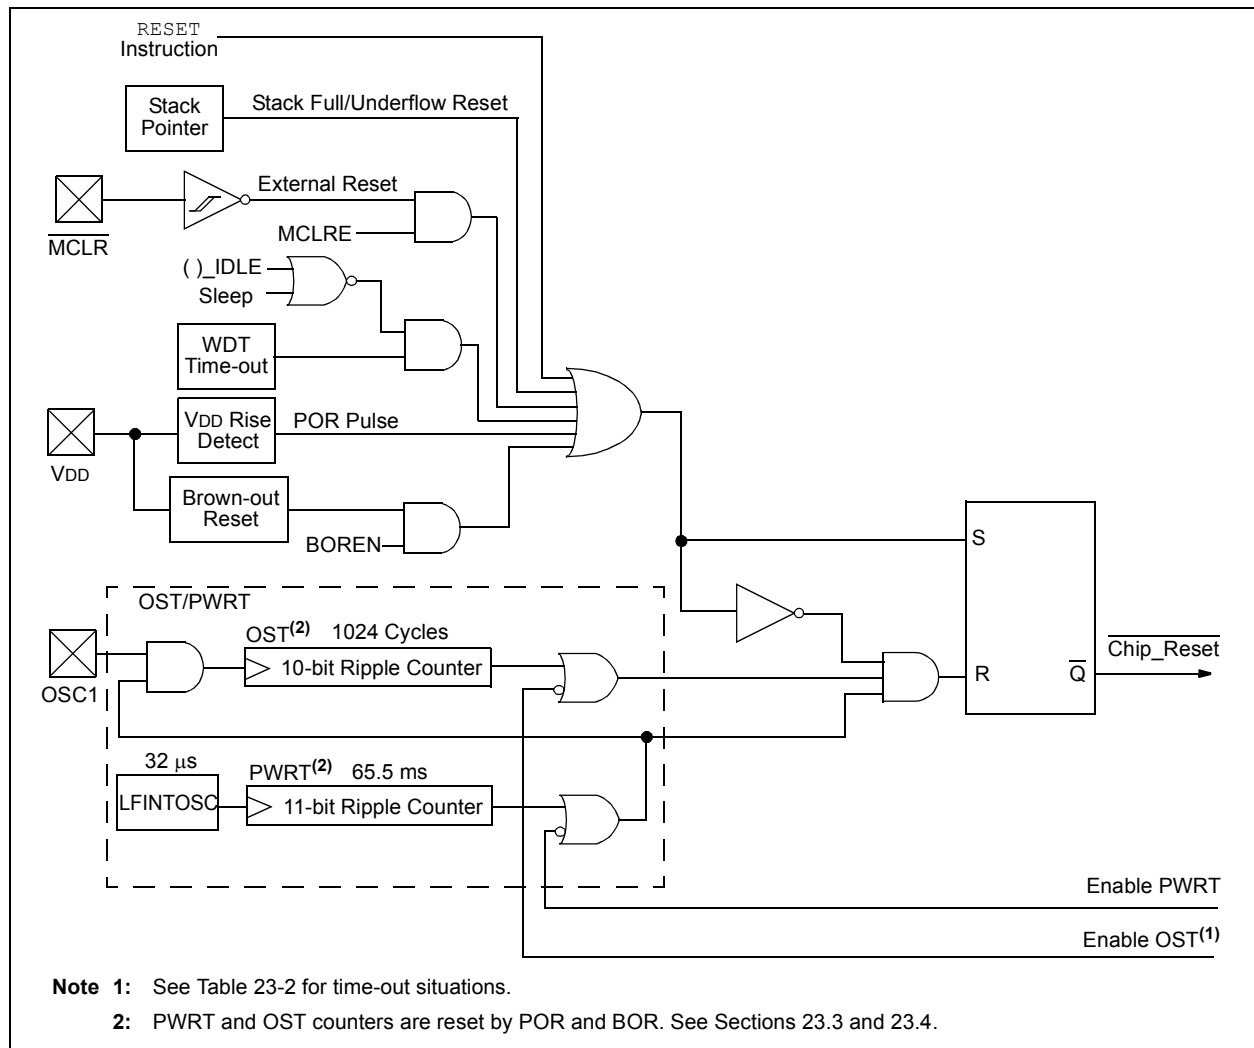 RESET
Instruction
Stack
Pointer
Stack Full/Underflow Reset
External Reset
MCLR
MCLRE
( )_IDLE
Sleep
WDT
Time-out
VDD
VDD Rise
Detect
POR Pulse
Brown-out
Reset
BOREN
S
OST/PWRT
OST(2) 1024 Cycles
10-bit Ripple Counter
OSC1
R
Q
Chip_Reset
32 μs
LFINTOSC
PWRT(2) 65.5 ms
11-bit Ripple Counter
Enable PWRT
Enable OST(1)
Note 1: See Table 23-2 for time-out situations.
2: PWRT and OST counters are reset by POR and BOR. See Sections 23.3 and 23.4.